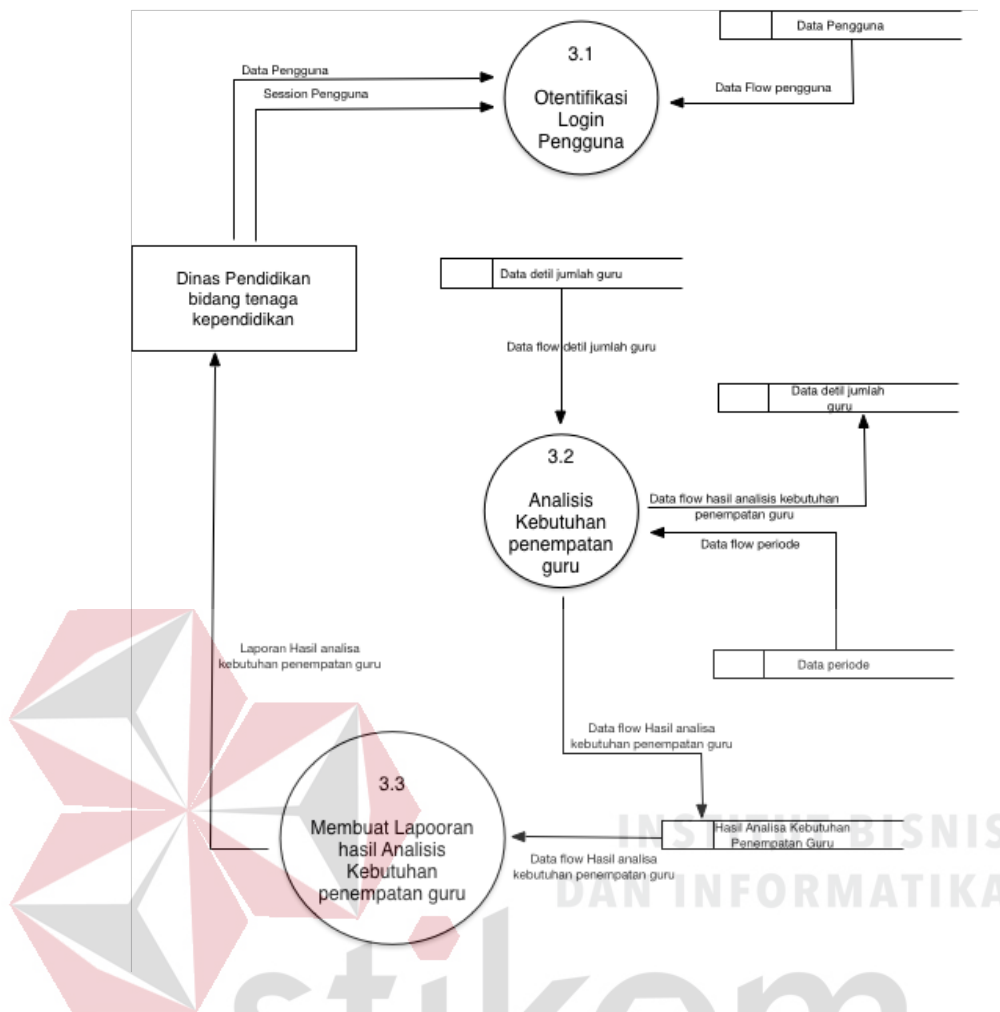 Data Pengguna
3.1
Otentifikasi
Login
Pengguna
Data Pengguna
Session Pengguna
Data Flow pengguna
Dinas Pendidikan
bidang tenaga
kependidikan
Data detil jumlah guru
Data flow detil jumlah guru
Data detil jumlah
guru
3.2
Analisis
Kebutuhan
penempatan
guru
Data flow hasil analisis kebutuhan
penempatan guru
Data flow periode
Data periode
Laporan Hasil analisa
kebutuhan penempatan guru
Data flow Hasil analisa
kebutuhan penempatan guru
3.3
Membuat Lapooran
hasil Analisis
Kebutuhan
penempatan guru
Hasil Analisa Kebutuhan
Penempatan Guru
Data flow Hasil analisa
kebutuhan penempatan guru
INSTITUT BISNIS
DAN INFORMATIKA
stikom